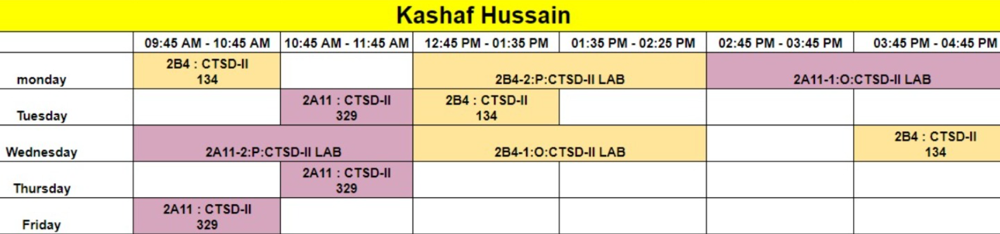 Kashaf Hussain
09:45 AM - 10:45 AM 10:45 AM - 11:45 AM 12:45 PM - 01:35 PM 01:35 PM - 02:25 PM 02:45 PM - 03:45 PM 03:45 PM - 04:45 PM
monday
2B4 : CTSD-II
134
2B4-2:P:CTSD-II LAB
2A11-1:O:CTSD-II LAB
Tuesday
2A11 : CTSD-II
329
2B4 : CTSD-II
134
Wednesday
2A11-2:P:CTSD-II LAB
2B4-1:O:CTSD-II LAB
2B4 : CTSD-II
134
Thursday
2A11 : CTSD-II
329
Friday
2A11 : CTSD-II
329